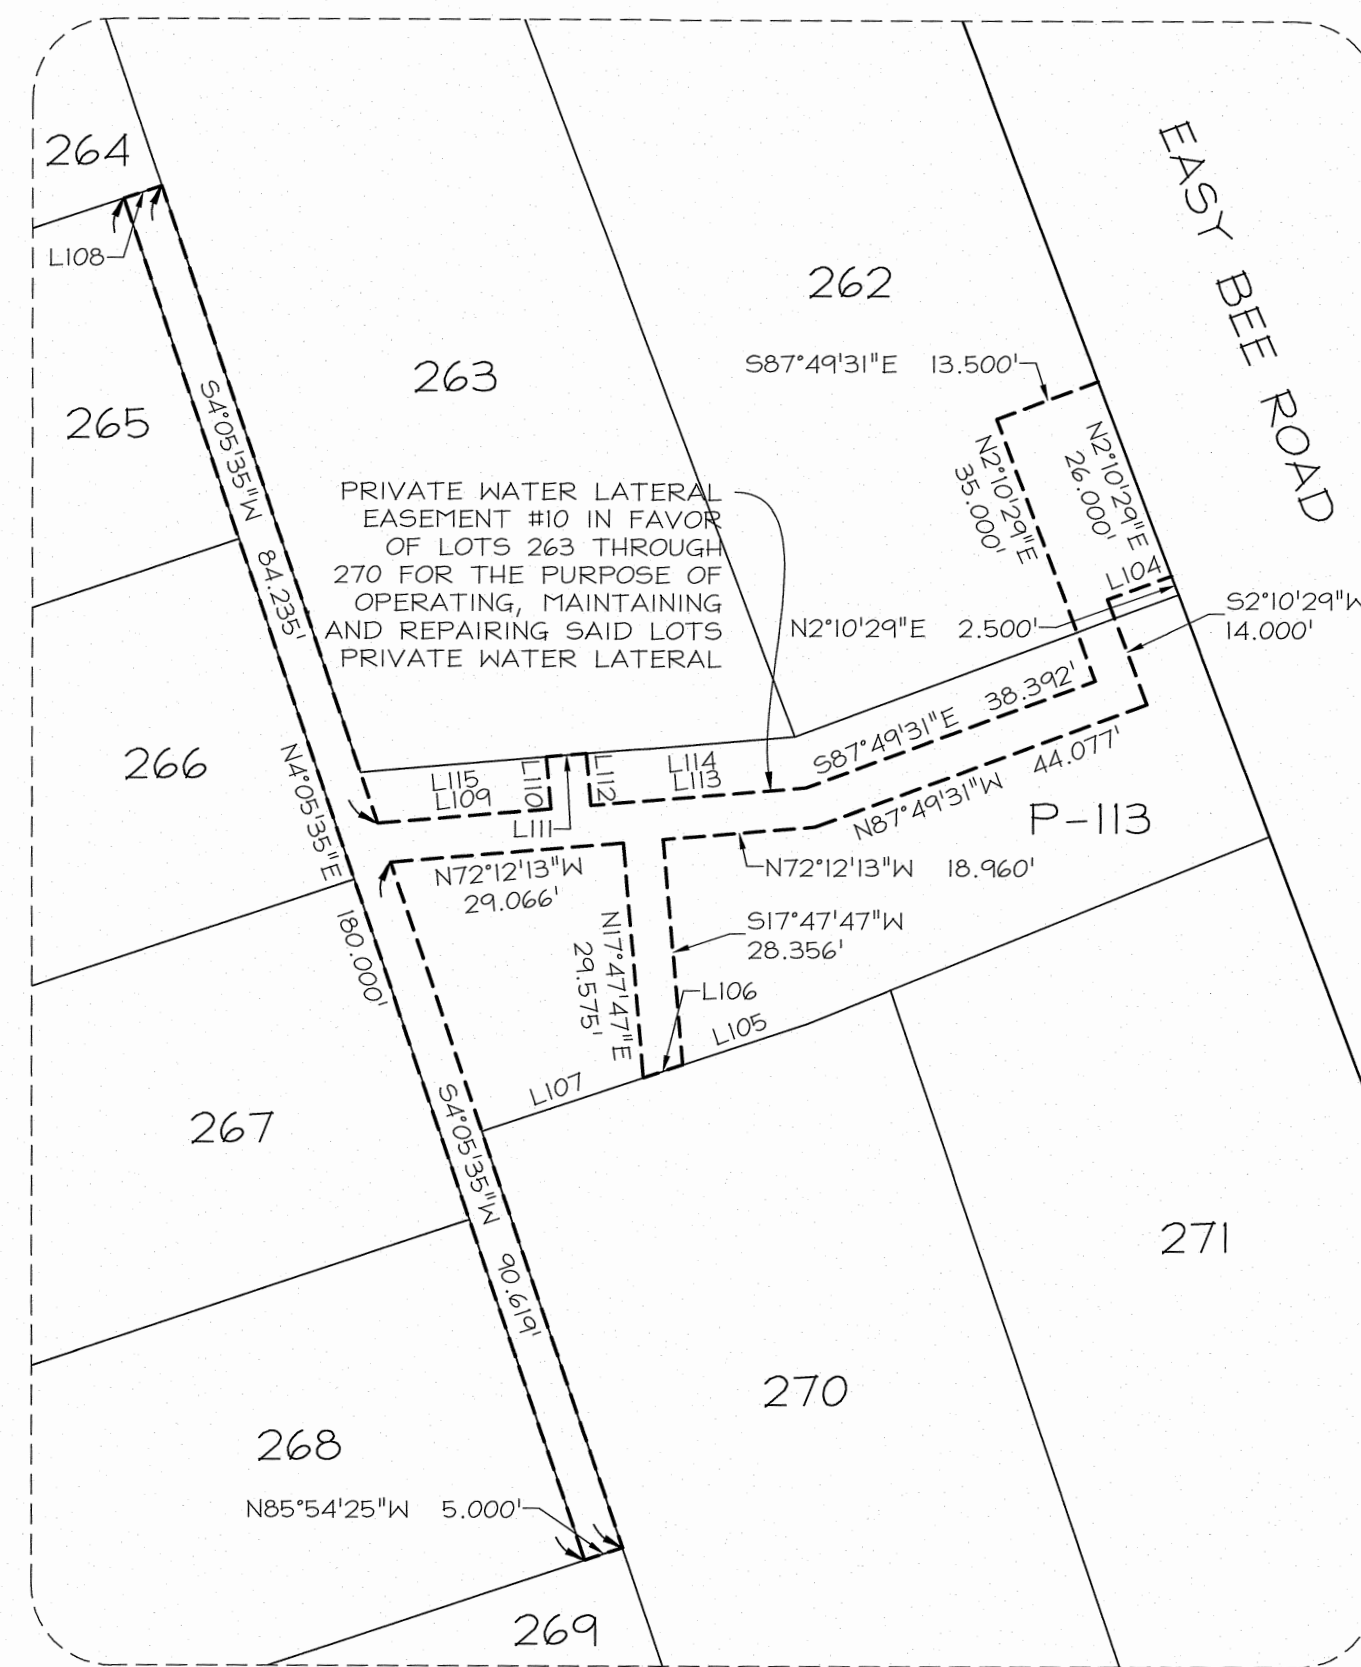 264
L108
265
S4°05'35"W 84.235'
263
262
S87°49'31"E 13.500'
EASY BEE ROAD
N2°10'29"E
35.000'
N2°10'29"E
26.000'
L104
S2°10'29"W
14.000'
N2°10'29"E 2.500'
PRIVATE WATER LATERAL
EASEMENT #10 IN FAVOR
OF LOTS 263 THROUGH
270 FOR THE PURPOSE OF
OPERATING, MAINTAINING
AND REPAIRING SAID LOTS
PRIVATE WATER LATERAL
266
N4°05'35"E 180.000'
L115
L109
L110
L111
L112
L114
L113
S87°49'31"E 38.392'
N87°49'31"W 44.077'
P-113
N72°12'13"W 18.960'
N72°12'13"W
29.066'
S17°47'47"W
28.356'
N17°47'47"E
29.575'
L106
L105
L107
267
S4°05'35"W 90.619'
271
270
268
N85°54'25"W 5.000'
269